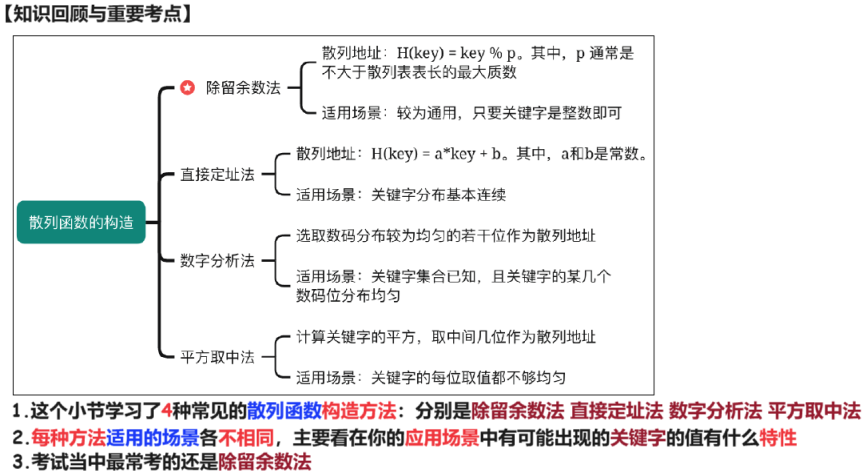 【知识回顾与重要考点】
散列地址：H(key) = key % p。其中，p 通常是
不大于散列表表长的最大质数
除留余数法
适用场景：较为通用，只要关键字是整数即可
散列地址：H(key) = a*key + b。其中，a和b是常数。
直接定址法
适用场景：关键字分布基本连续
散列函数的构造
选取数码分布较为均匀的若干位作为散列地址
数字分析法
适用场景：关键字集合已知，且关键字的某几个
数码位分布均匀
计算关键字的平方，取中间几位作为散列地址
平方取中法
适用场景：关键字的每位取值都不够均匀
1.这个小节学习了4种常见的散列函数构造方法：分别是除留余数法 直接定址法 数字分析法 平方取中法
2.每种方法适用的场景各不相同，主要看在你的应用场景中有可能出现的关键字的值有什么特性
3.考试当中最常考的还是除留余数法